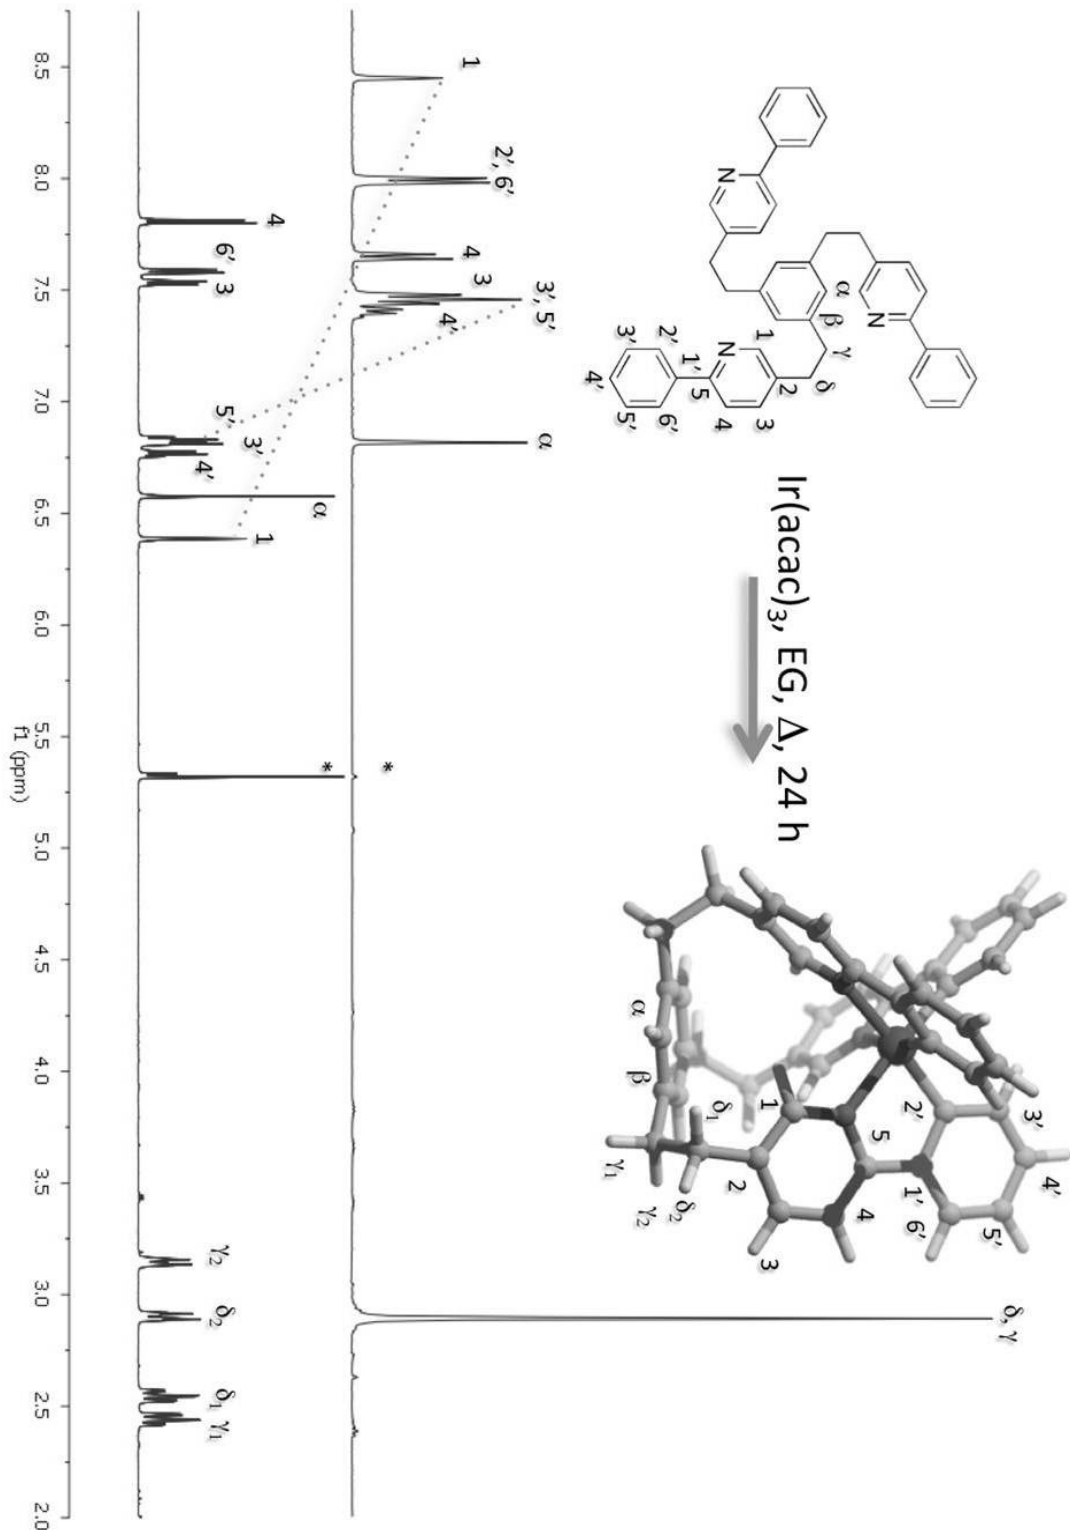 Ir(acac)₃, EG, Δ, 24 h
N
N
α
β
γ
δ
N
1
2
3
4
5
1'
2'
3'
4'
5'
6'
α
β
γ₁
γ₂
δ₁
δ₂
1
2
3
4
5
1'
2'
3'
4'
5'
6'
δ, γ
1
2', 6'
4
3
3', 5'
4'
α
*
4
6'
3
5'
3'
4'
α
1
*
γ₂
δ₂
δ₁
γ₁
8.5 8.0 7.5 7.0 6.5 6.0 5.5 5.0 4.5 4.0 3.5 3.0 2.5 2.0
f1 (ppm)